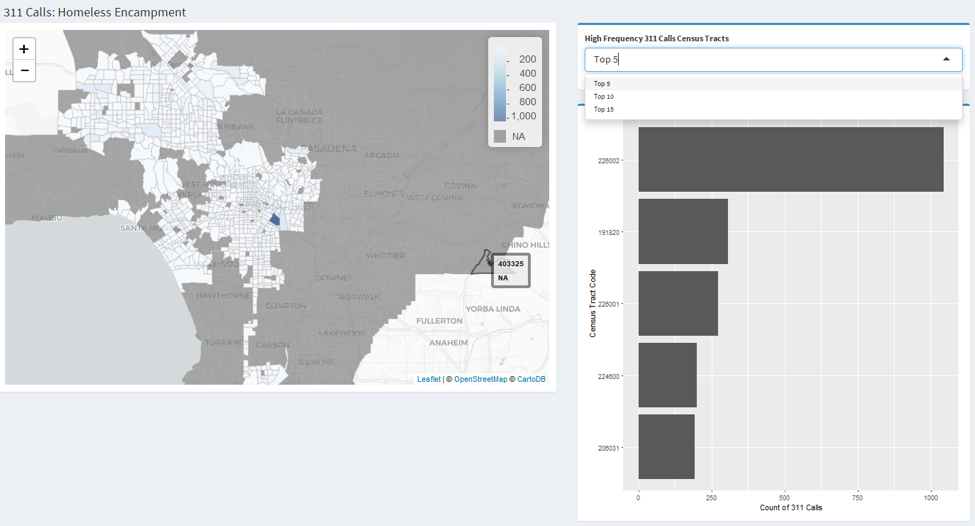 311 Calls: Homeless Encampment
+
−
200
400
600
800
1,000
NA
LA CANADA
FLINTRIDGE
BURBANK
PASADENA
ARCADIA
Calabasas
COVINA
EL MONTE
WEST COVINA
POMONA
MALIBU
SANTA M
CHINO HILLS
WHITTIER
403325
NA
DOWNEY
HAWTHORNE
COMPTON
NORWALK
YORBA LINDA
FULLERTON
ANAHEIM
LAKEWOOD
TORRANC
CARSON
Signal Hill
Leaflet | © OpenStreetMap © CartoDB
High Frequency 311 Calls Census Tracts
Top 5
Top 5
Top 10
Top 15
Census Tract Code
226002
191820
226001
224600
206031
0
250
500
750
1000
Count of 311 Calls